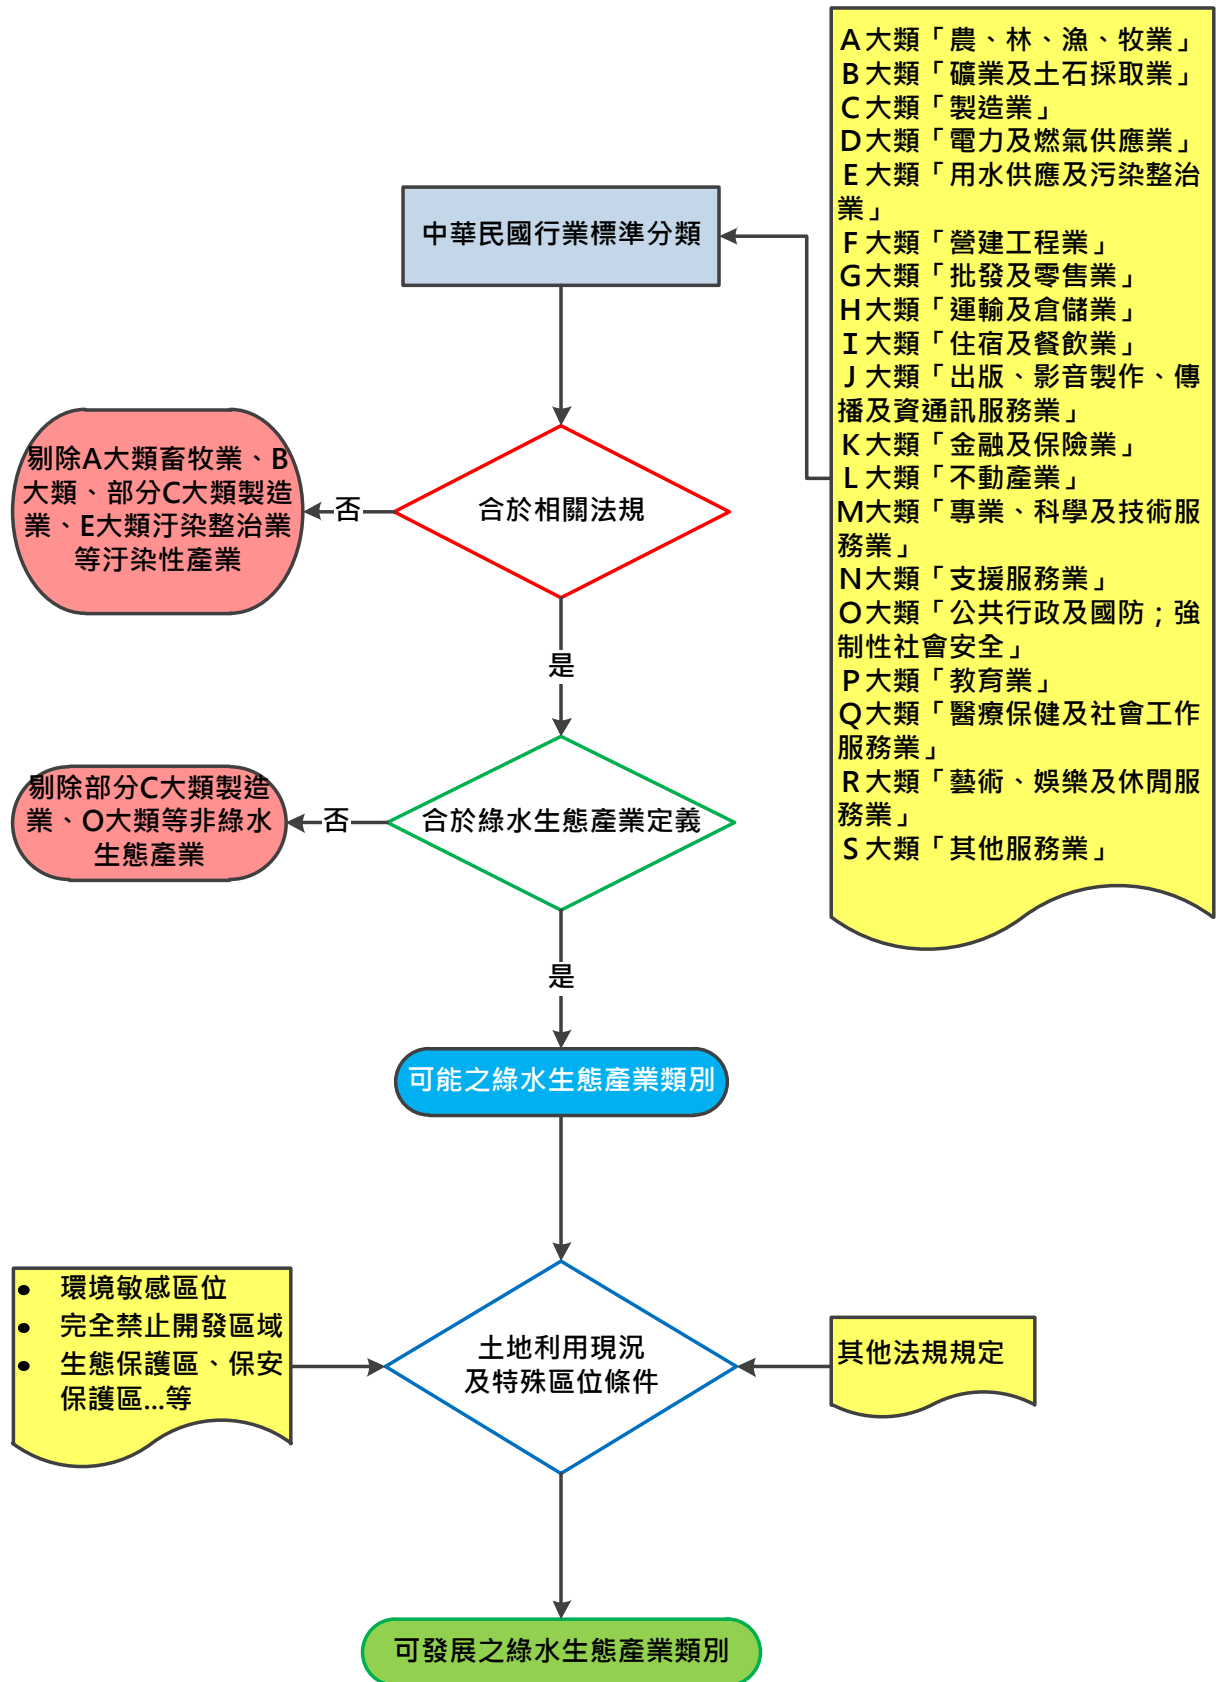 A大類「農、林、漁、牧業」
B大類「礦業及土石採取業」
C大類「製造業」
D大類「電力及燃氣供應業」
E大類「用水供應及污染整治
業」
F大類「營建工程業」
G大類「批發及零售業」
H大類「運輸及倉儲業」
I大類「住宿及餐飲業」
J大類「出版、影音製作、傳
播及資通訊服務業」
K大類「金融及保險業」
L大類「不動產業」
M大類「專業、科學及技術服
務業」
N大類「支援服務業」
O大類「公共行政及國防；強
制性社會安全」
P大類「教育業」
Q大類「醫療保健及社會工作
服務業」
R大類「藝術、娛樂及休閒服
務業」
S大類「其他服務業」
中華民國行業標準分類
合於相關法規
否
剔除A大類畜牧業、B
大類、部分C大類製造
業、E大類汙染整治業
等汙染性產業
是
合於綠水生態產業定義
否
剔除部分C大類製造
業、O大類等非綠水
生態產業
是
可能之綠水生態產業類別
• 環境敏感區位
• 完全禁止開發區域
• 生態保護區、保安
保護區...等
土地利用現況
及特殊區位條件
其他法規規定
可發展之綠水生態產業類別